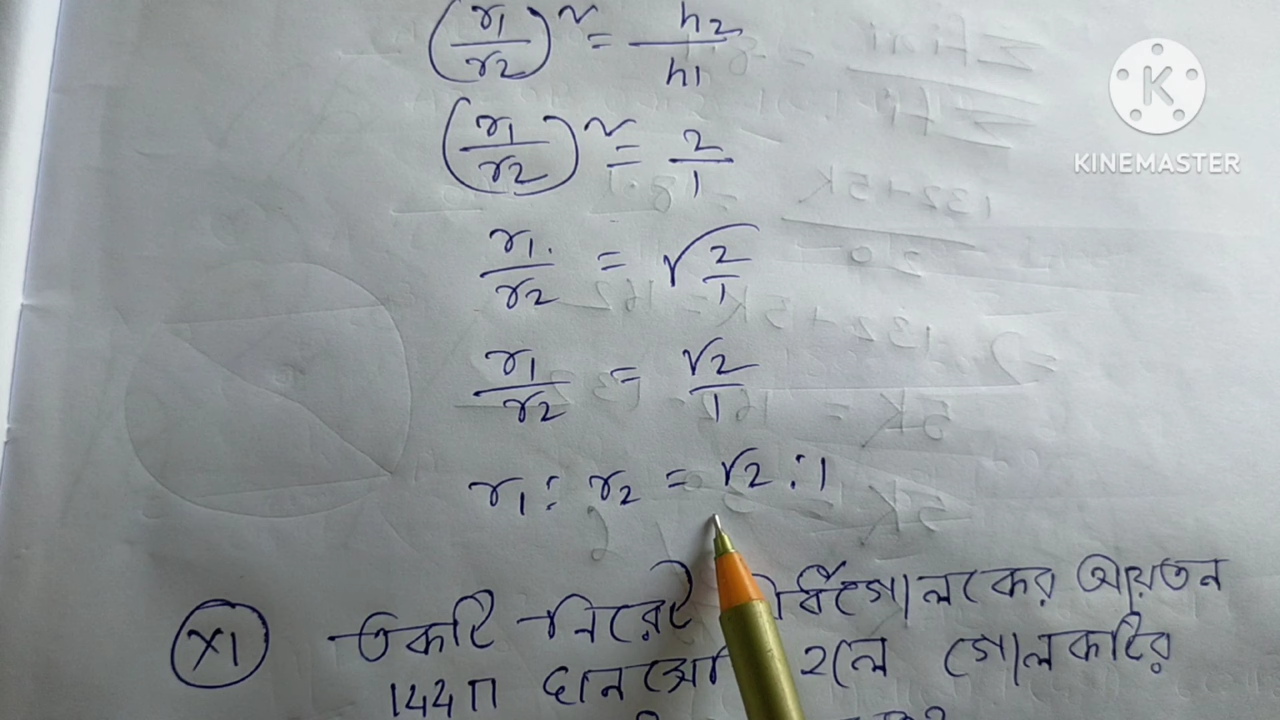 (r1/r2)² = h2/h1
KINEMASTER
(r1/r2)² = 2/1
r1/r2 = √2/1
r1/r2 = √2/1
r1 : r2 = √2 : 1
XI একটি নিরেট অর্ধগোলকের আয়তন
144π ঘনসেমি হলে গোলকটির